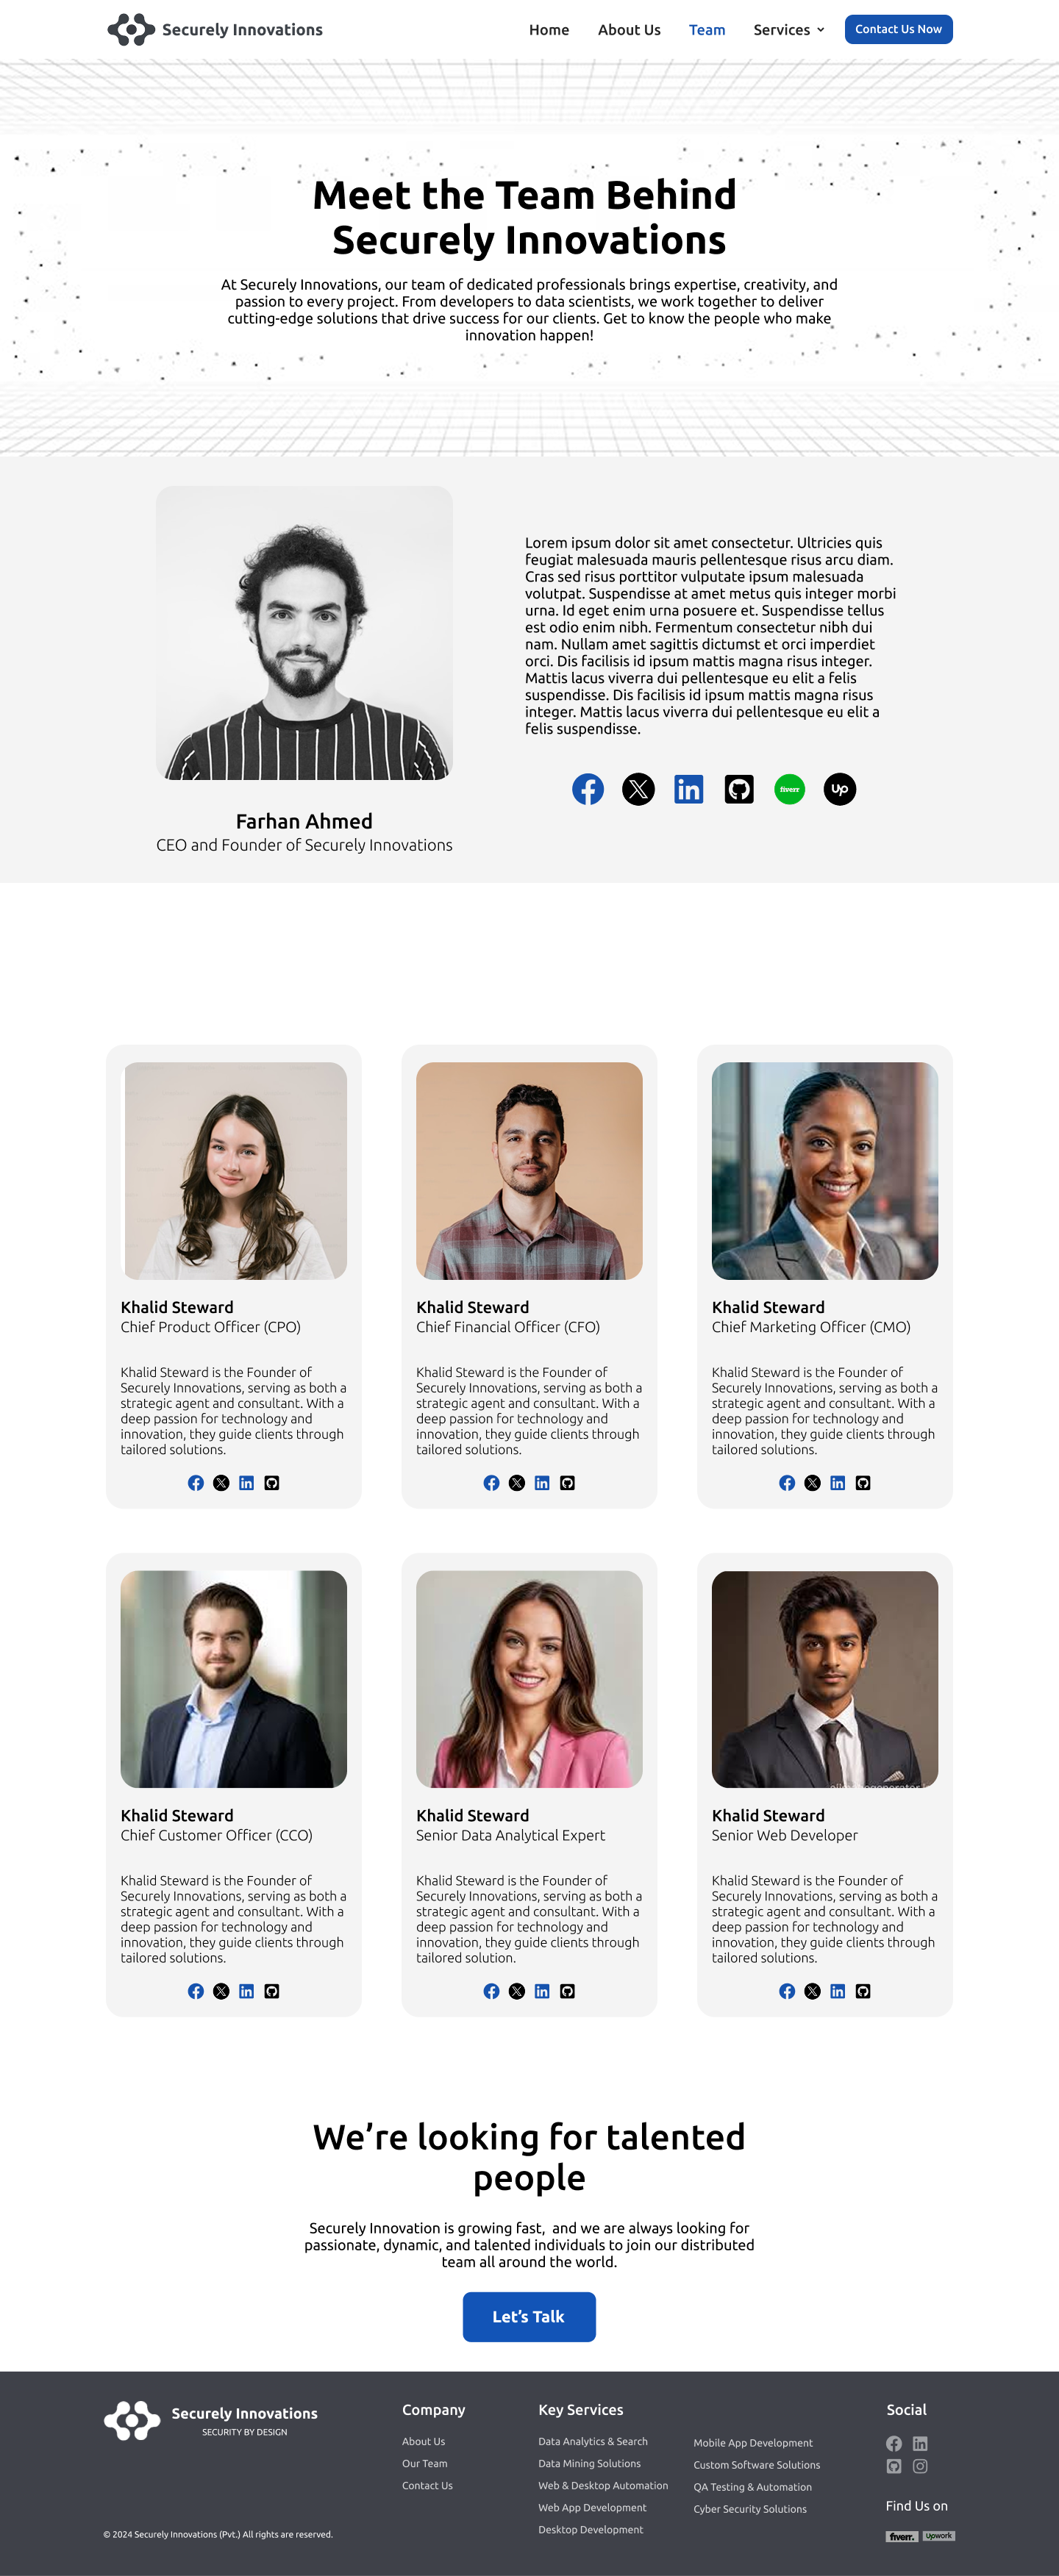 Securely Innovations
Home About Us Team Services Contact Us Now
Meet the Team Behind
Securely Innovations
At Securely Innovations, our team of dedicated professionals brings expertise, creativity, and
passion to every project. From developers to data scientists, we work together to deliver
cutting-edge solutions that drive success for our clients. Get to know the people who make
innovation happen!
Farhan Ahmed
CEO and Founder of Securely Innovations
Lorem ipsum dolor sit amet consectetur. Ultricies quis
feugiat malesuada mauris pellentesque risus arcu diam.
Cras sed risus porttitor vulputate ipsum malesuada
volutpat. Suspendisse at amet metus quis integer morbi
urna. Id eget enim urna posuere et. Suspendisse tellus
est odio enim nibh. Fermentum consectetur nibh dui
nam. Nullam amet sagittis dictumst et orci imperdiet
orci. Dis facilisis id ipsum mattis magna risus integer.
Mattis lacus viverra dui pellentesque eu elit a felis
suspendisse. Dis facilisis id ipsum mattis magna risus
integer. Mattis lacus viverra dui pellentesque eu elit a
felis suspendisse.
fiverr Up
Khalid Steward
Chief Product Officer (CPO)
Khalid Steward is the Founder of
Securely Innovations, serving as both a
strategic agent and consultant. With a
deep passion for technology and
innovation, they guide clients through
tailored solutions.
Khalid Steward
Chief Financial Officer (CFO)
Khalid Steward is the Founder of
Securely Innovations, serving as both a
strategic agent and consultant. With a
deep passion for technology and
innovation, they guide clients through
tailored solutions.
Khalid Steward
Chief Marketing Officer (CMO)
Khalid Steward is the Founder of
Securely Innovations, serving as both a
strategic agent and consultant. With a
deep passion for technology and
innovation, they guide clients through
tailored solutions.
Khalid Steward
Chief Customer Officer (CCO)
Khalid Steward is the Founder of
Securely Innovations, serving as both a
strategic agent and consultant. With a
deep passion for technology and
innovation, they guide clients through
tailored solutions.
Khalid Steward
Senior Data Analytical Expert
Khalid Steward is the Founder of
Securely Innovations, serving as both a
strategic agent and consultant. With a
deep passion for technology and
innovation, they guide clients through
tailored solution.
Khalid Steward
Senior Web Developer
Khalid Steward is the Founder of
Securely Innovations, serving as both a
strategic agent and consultant. With a
deep passion for technology and
innovation, they guide clients through
tailored solutions.
We’re looking for talented
people
Securely Innovation is growing fast,  and we are always looking for
passionate, dynamic, and talented individuals to join our distributed
team all around the world.
Let’s Talk
Securely Innovations
SECURITY BY DESIGN
© 2024 Securely Innovations (Pvt.) All rights are reserved.
Company
About Us
Our Team
Contact Us
Key Services
Data Analytics & Search
Data Mining Solutions
Web & Desktop Automation
Web App Development
Desktop Development
Mobile App Development
Custom Software Solutions
QA Testing & Automation
Cyber Security Solutions
Social
Find Us on
fiverr. Upwork